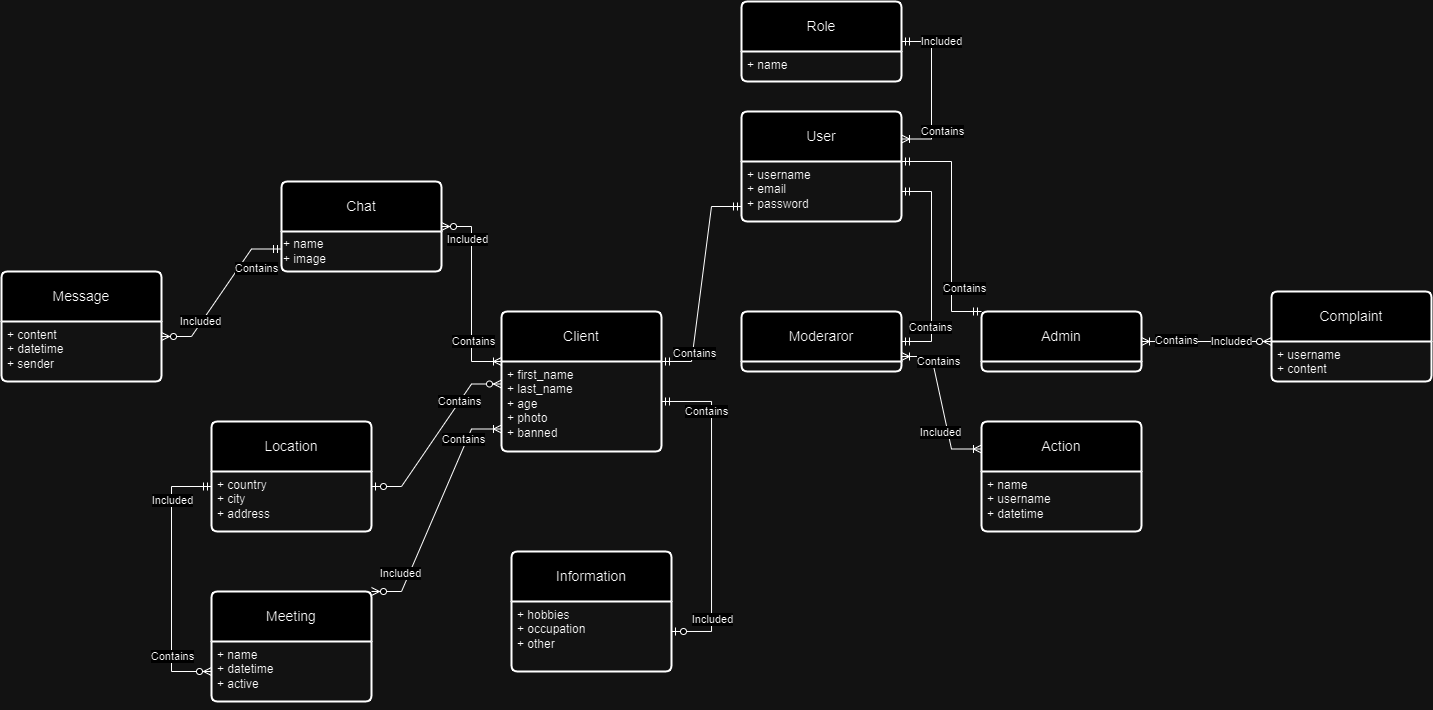 Role
+ name
Included
Contains
User
+ username
+ email
+ password
Chat
+ name
+ image
Included
Contains
Contains
Included
Message
+ content
+ datetime
+ sender
Client
+ first_name
+ last_name
+ age
+ photo
+ banned
Contains
Contains
Contains
Contains
Included
Location
+ country
+ city
+ address
Included
Contains
Meeting
+ name
+ datetime
+ active
Information
+ hobbies
+ occupation
+ other
Contains
Included
Moderaror
Contains
Contains
Included
Contains
Admin
Contains
Included
Complaint
+ username
+ content
Action
+ name
+ username
+ datetime